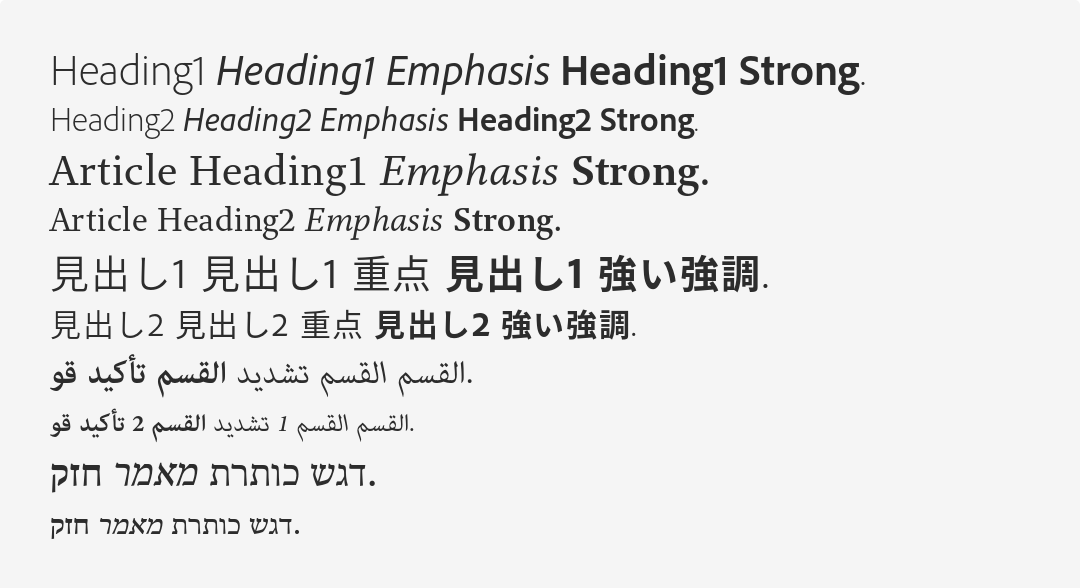 Heading1 Heading1 Emphasis Heading1 Strong.
Heading2 Heading2 Emphasis Heading2 Strong.
Article Heading1 Emphasis Strong.
Article Heading2 Emphasis Strong.
見出し1 見出し1 重点 見出し1 強い強調.
見出し2 見出し2 重点 見出し2 強い強調.
القسم القسم تشديد القسم تأكيد قو.
القسم القسم 1 تشديد القسم 2 تأكيد قو.
דגש כותרת מאמר חזק.
דגש כותרת מאמר חזק.